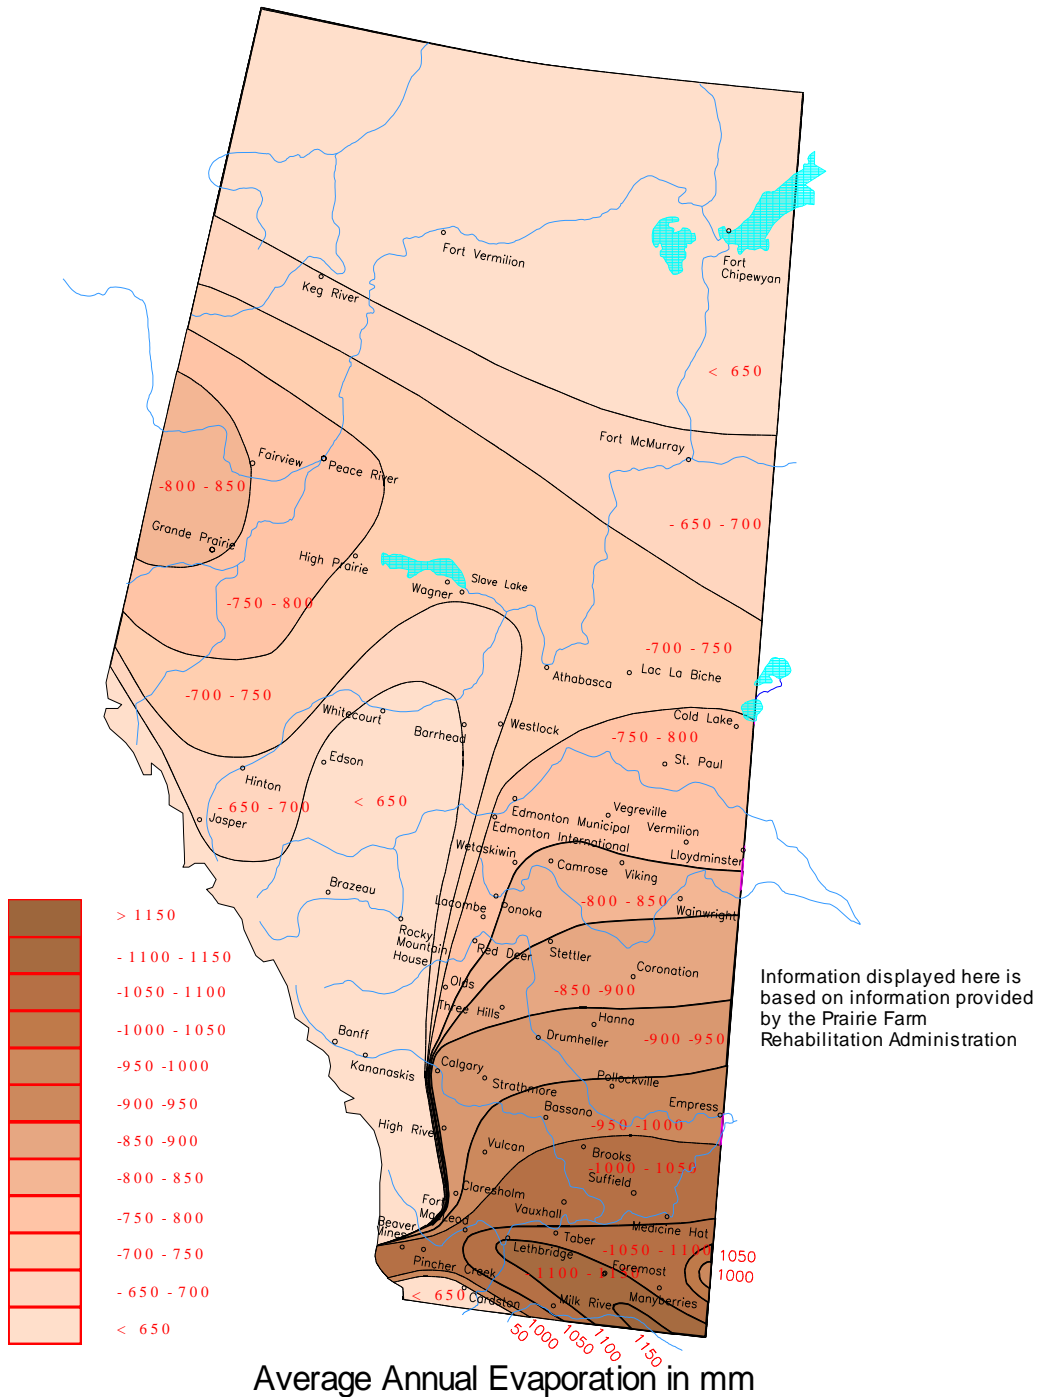 Fort Vermilion
Fort
Chipewyan
Keg River
< 650
Fort McMurray
Fairview
Peace River
-800 - 850
- 650 - 700
Grande Prairie
High Prairie
Slave Lake
Wagner
-750 - 800
-700 - 750
Athabasca
Lac La Biche
-700 - 750
Whitecourt
Barrhead
Westlock
Cold Lake
-750 - 800
Edson
St. Paul
Hinton
- 650 - 700
< 650
Jasper
Edmonton Municipal
Vegreville
Vermilion
Edmonton International
Wetaskiwin
Lloydminster
Camrose
Viking
Brazeau
-800 - 850
Lacombe
Ponoka
Wainwright
Rocky
Mountain
House
Red Deer
Stettler
Coronation
Olds
-850 -900
Three Hills
Hanna
Banff
Drumheller
-900 -950
Kananaskis
Calgary
Strathmore
Pollockville
Bassano
Empress
High River
-950 -1000
Vulcan
Brooks
-1000 - 1050
Suffield
Claresholm
Fort
MacLeod
Vauxhall
Medicine Hat
Beaver
Mines
Taber
Lethbridge
-1050 - 1100
1050
1000
Pincher Creek
-1100 - 1150
Foremost
< 650
Cardston
Milk River
Manyberries
50
1000
1050
1100
1150
> 1150
- 1100 - 1150
-1050 - 1100
-1000 - 1050
-950 -1000
-900 -950
-850 -900
-800 - 850
-750 - 800
-700 - 750
- 650 - 700
< 650
Information displayed here is
based on information provided
by the Prairie Farm
Rehabilitation Administration
Average Annual Evaporation in mm